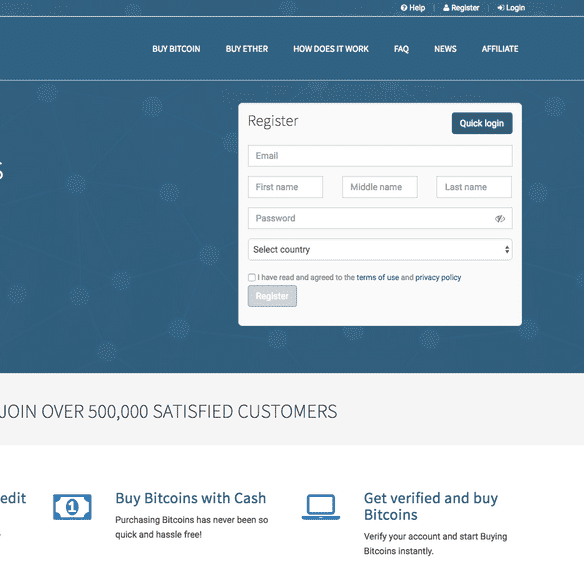 Help | Register | Login
BUY BITCOIN BUY ETHER HOW DOES IT WORK FAQ NEWS AFFILIATE
Register
Quick login
S
Email
First name Middle name Last name
Password
Select country
I have read and agreed to the terms of use and privacy policy
Register
JOIN OVER 500,000 SATISFIED CUSTOMERS
edit
1
Buy Bitcoins with Cash
Purchasing Bitcoins has never been so
quick and hassle free!
Get verified and buy
Bitcoins
Verify your account and start Buying
Bitcoins instantly.